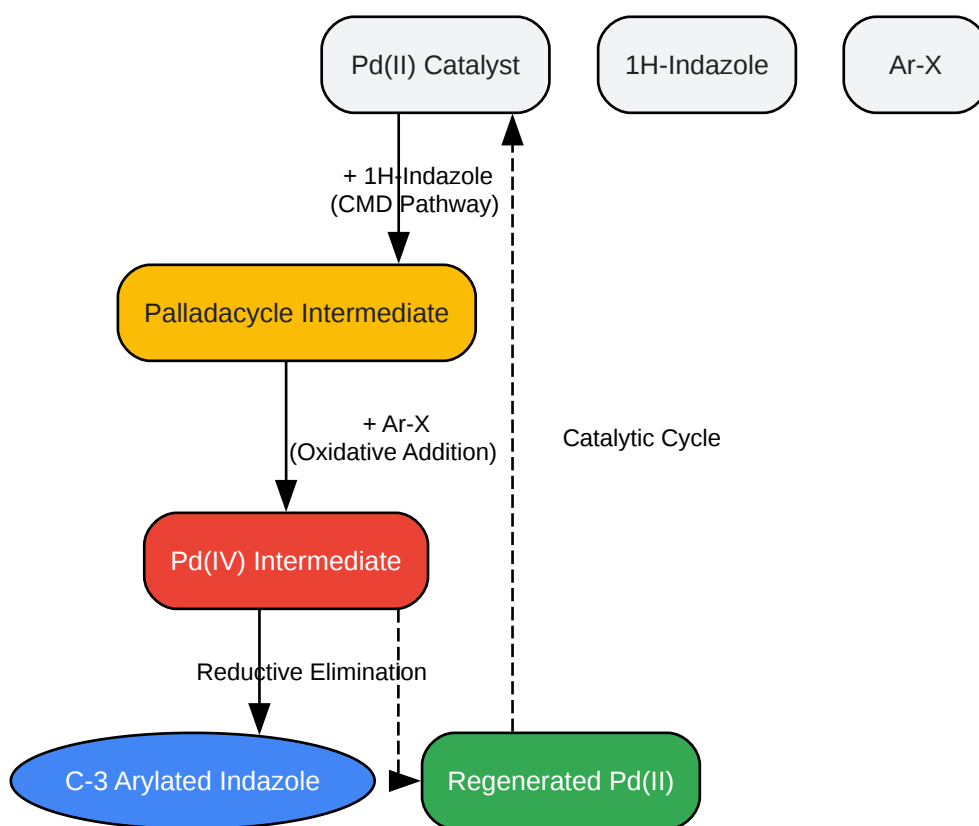 Pd(II) Catalyst
1H-Indazole
Ar-X
+ 1H-Indazole
(CMD Pathway)
Palladacycle Intermediate
+ Ar-X
(Oxidative Addition)
Catalytic Cycle
Pd(IV) Intermediate
Reductive Elimination
C-3 Arylated Indazole
Regenerated Pd(II)